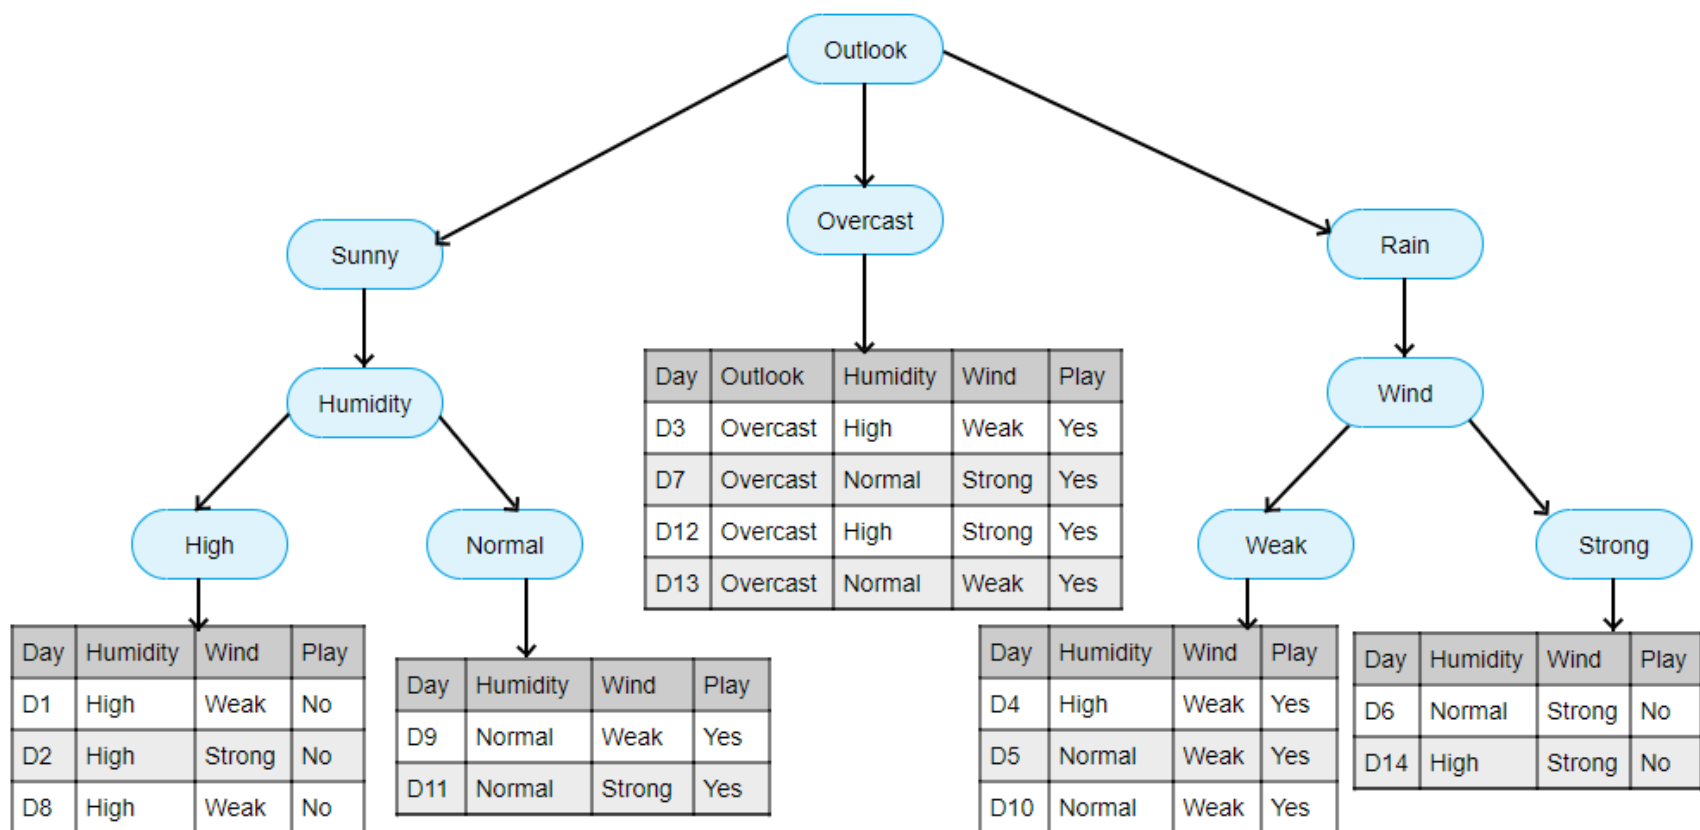 Outlook
Sunny
Overcast
Rain
Humidity
Wind
High
Normal
Weak
Strong
Day Outlook Humidity Wind Play
D3 Overcast High Weak Yes
D7 Overcast Normal Strong Yes
D12 Overcast High Strong Yes
D13 Overcast Normal Weak Yes
Day Humidity Wind Play
D1 High Weak No
D2 High Strong No
D8 High Weak No
Day Humidity Wind Play
D9 Normal Weak Yes
D11 Normal Strong Yes
Day Humidity Wind Play
D4 High Weak Yes
D5 Normal Weak Yes
D10 Normal Weak Yes
Day Humidity Wind Play
D6 Normal Strong No
D14 High Strong No